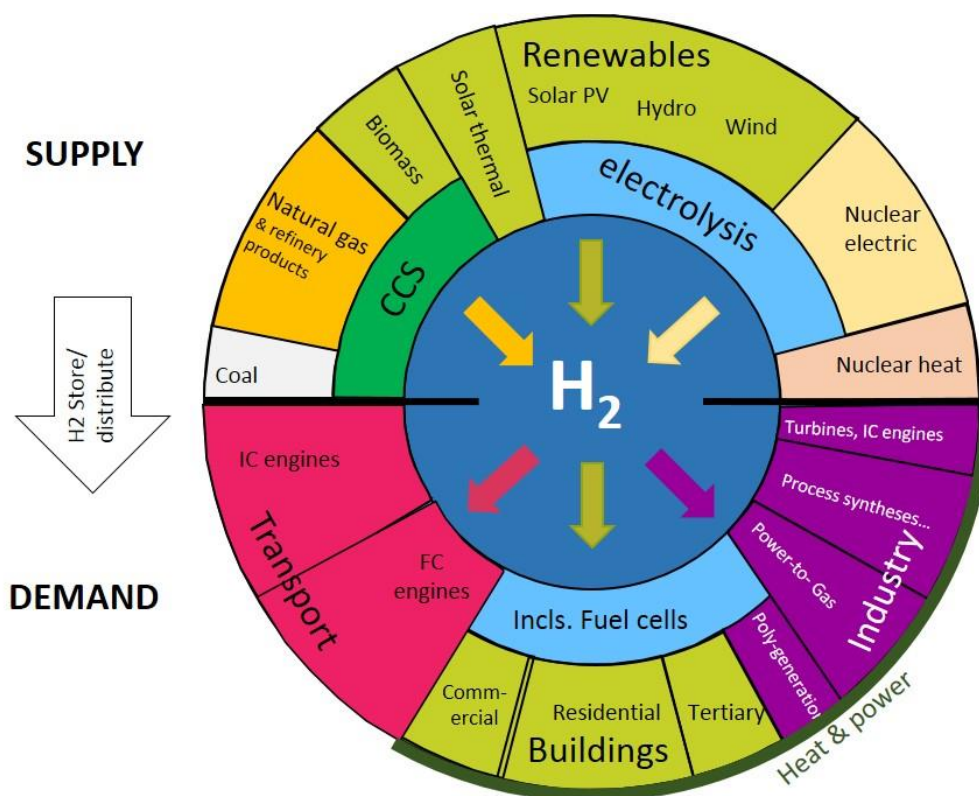 SUPPLY
H2 Store/
distribute
DEMAND
Renewables
Solar PV
Hydro
Wind
Solar thermal
Biomass
Natural gas
& refinery
products
Coal
CCS
electrolysis
Nuclear
electric
Nuclear heat
H2
IC engines
Transport
FC
engines
Incls. Fuel cells
Comm-
ercial
Residential
Buildings
Tertiary
Turbines, IC engines
Process syntheses...
Power-to- Gas
Poly-generation
Industry
Heat & power